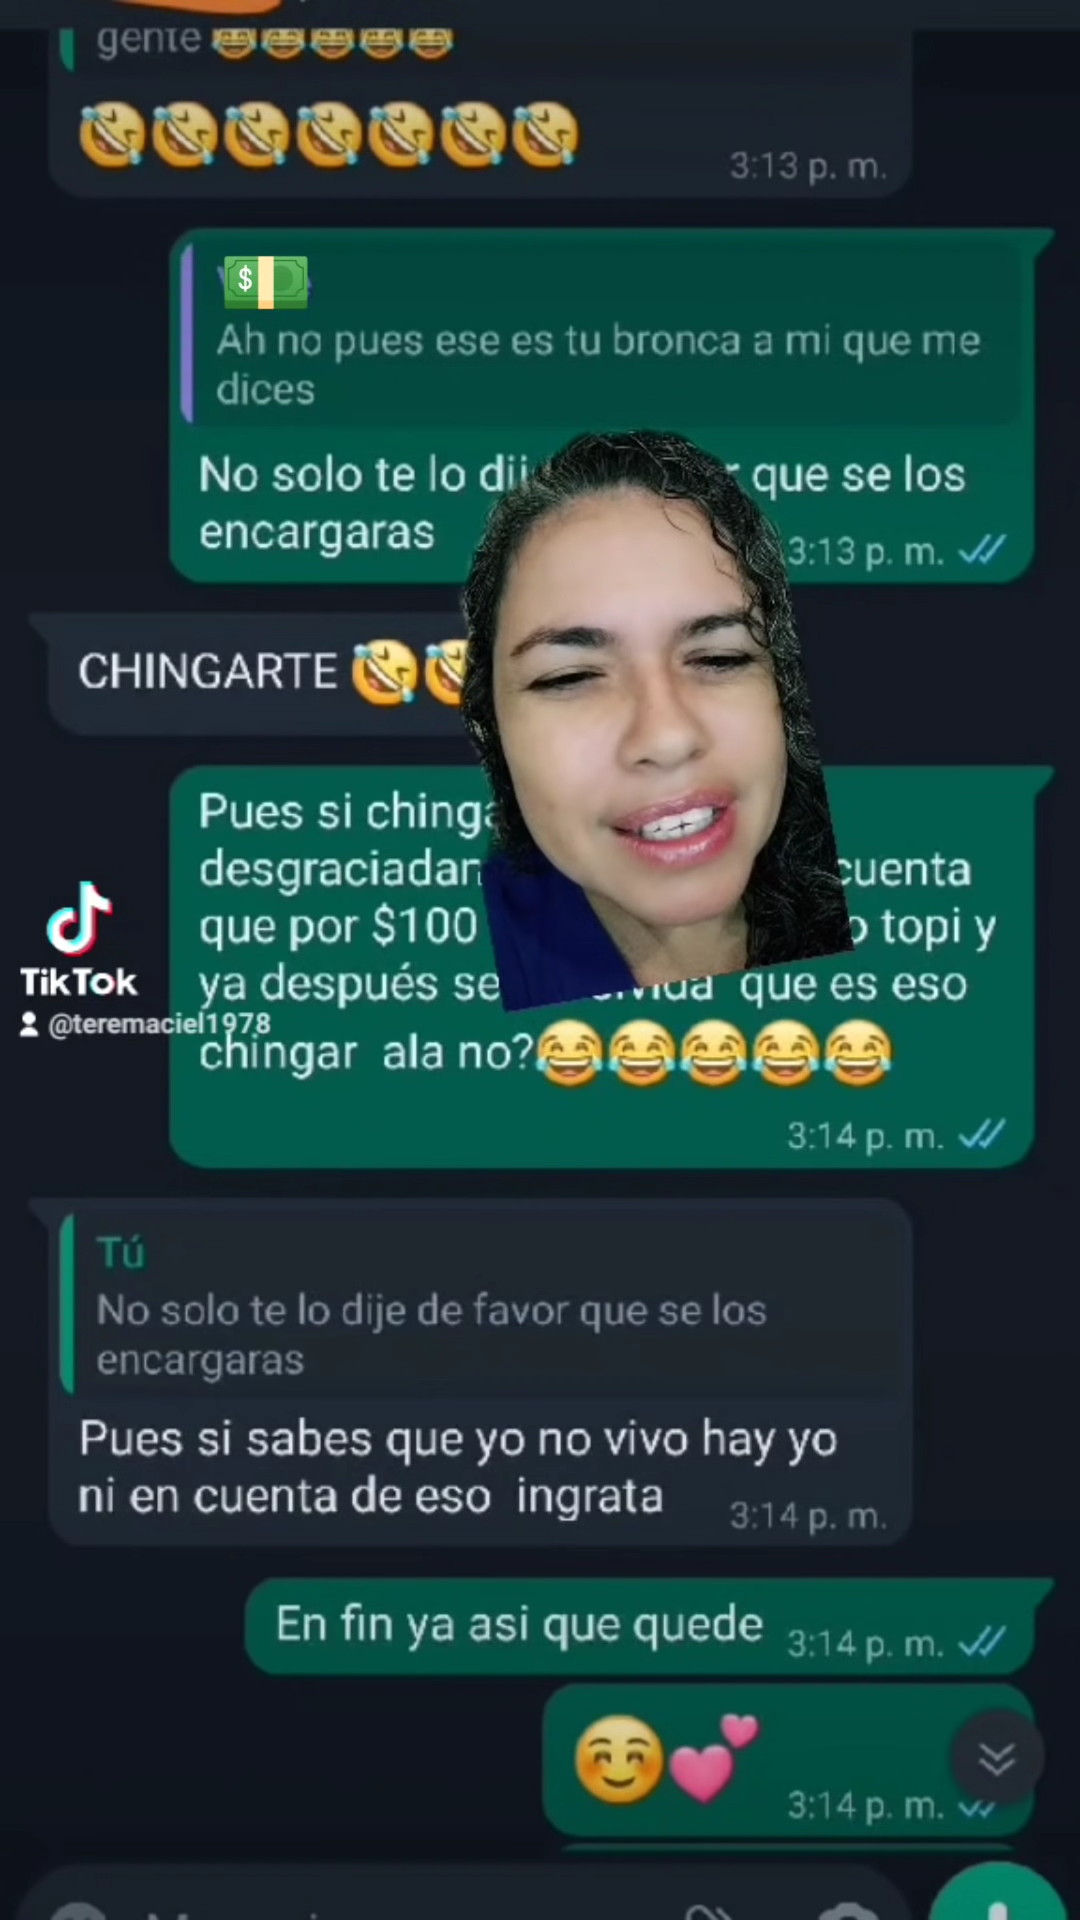 gente
3:13 p. m.
Ah no pues ese es tu bronca a mi que me
dices
No solo te lo que se los
encargaras
3:13 p. m.
CHINGARTE
Pues si
cuenta
que por $100 topi y
ya después se que es eso
chingar ala no?
3:14 p. m.
TikTok
@teremaciel1978
Tú
No solo te lo dije de favor que se los
encargaras
Pues si sabes que yo no vivo hay yo
ni en cuenta de eso ingrata
3:14 p. m.
En fin ya asi que quede
3:14 p. m.
3:14 p. m.